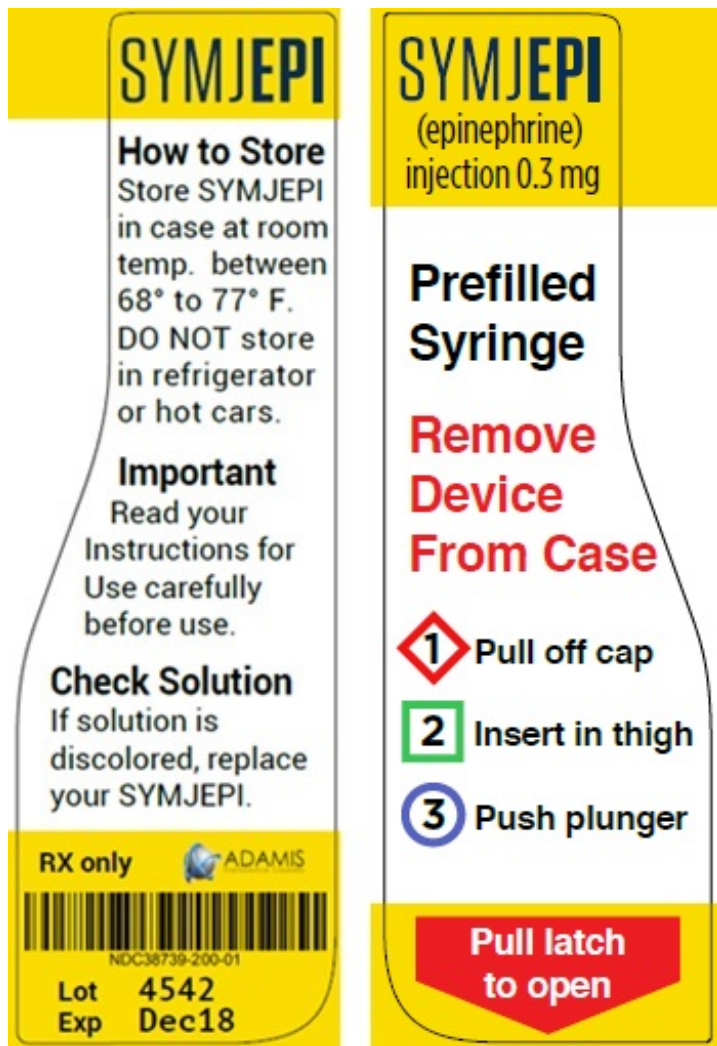 SYMJEPI
How to Store
Store SYMJEPI
in case at room
temp. between
68° to 77° F.
DO NOT store
in refrigerator
or hot cars.
Important
Read your
Instructions for
Use carefully
before use.
Check Solution
If solution is
discolored, replace
your SYMJEPI.
RX only
ADAMIS
NDC38739-200-01
Lot 4542
Exp Dec18
SYMJEPI
(epinephrine)
injection 0.3 mg
Prefilled
Syringe
Remove
Device
From Case
1 Pull off cap
2 Insert in thigh
3 Push plunger
Pull latch
to open